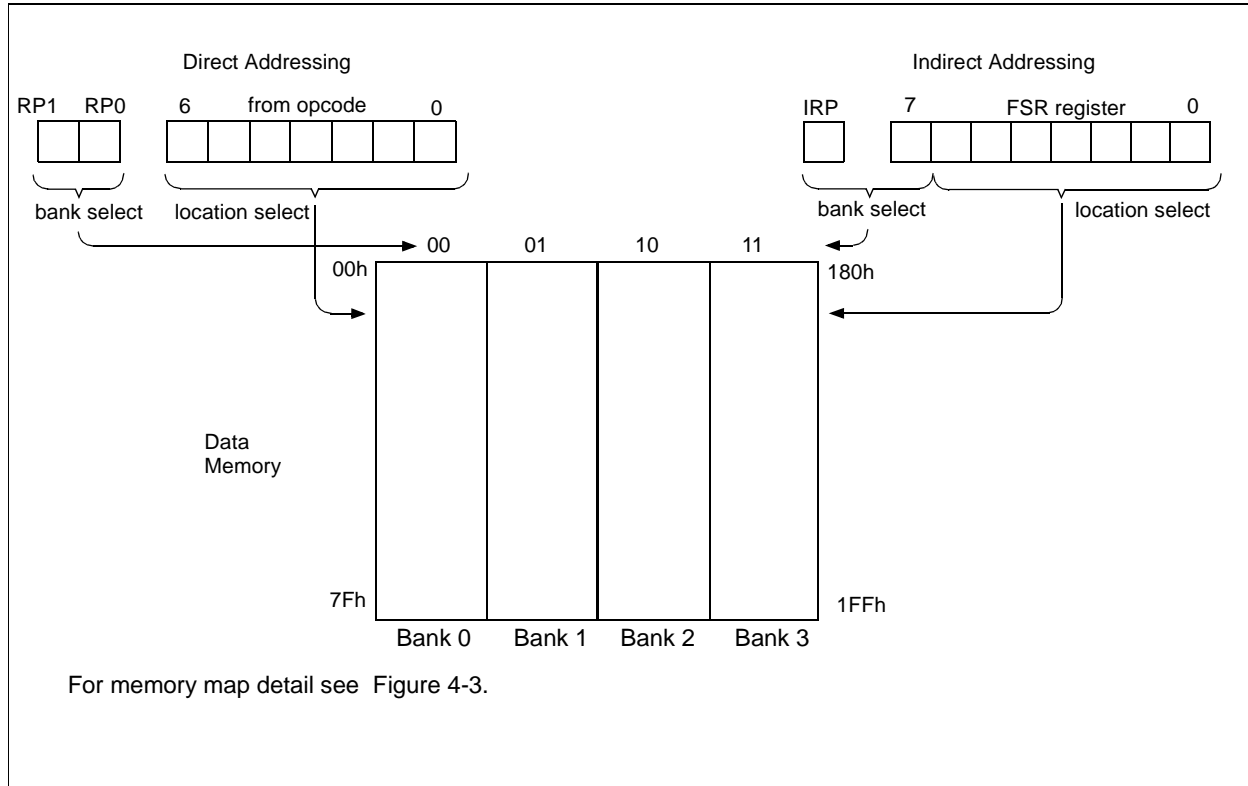 Direct Addressing
Indirect Addressing
RP1 RP0 6 from opcode 0
IRP 7 FSR register 0
bank select location select
bank select location select
00 01 10 11
00h
180h
Data
Memory
7Fh
1FFh
Bank 0 Bank 1 Bank 2 Bank 3
For memory map detail see Figure 4-3.